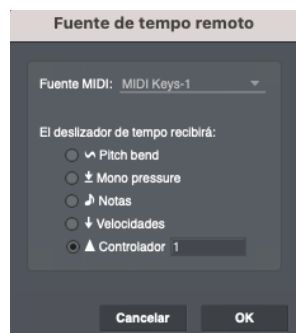 Fuente de tempo remoto
Fuente MIDI: MIDI Keys-1
El deslizador de tempo recibirá:
Pitch bend
Mono pressure
Notas
Velocidades
Controlador 1
Cancelar OK